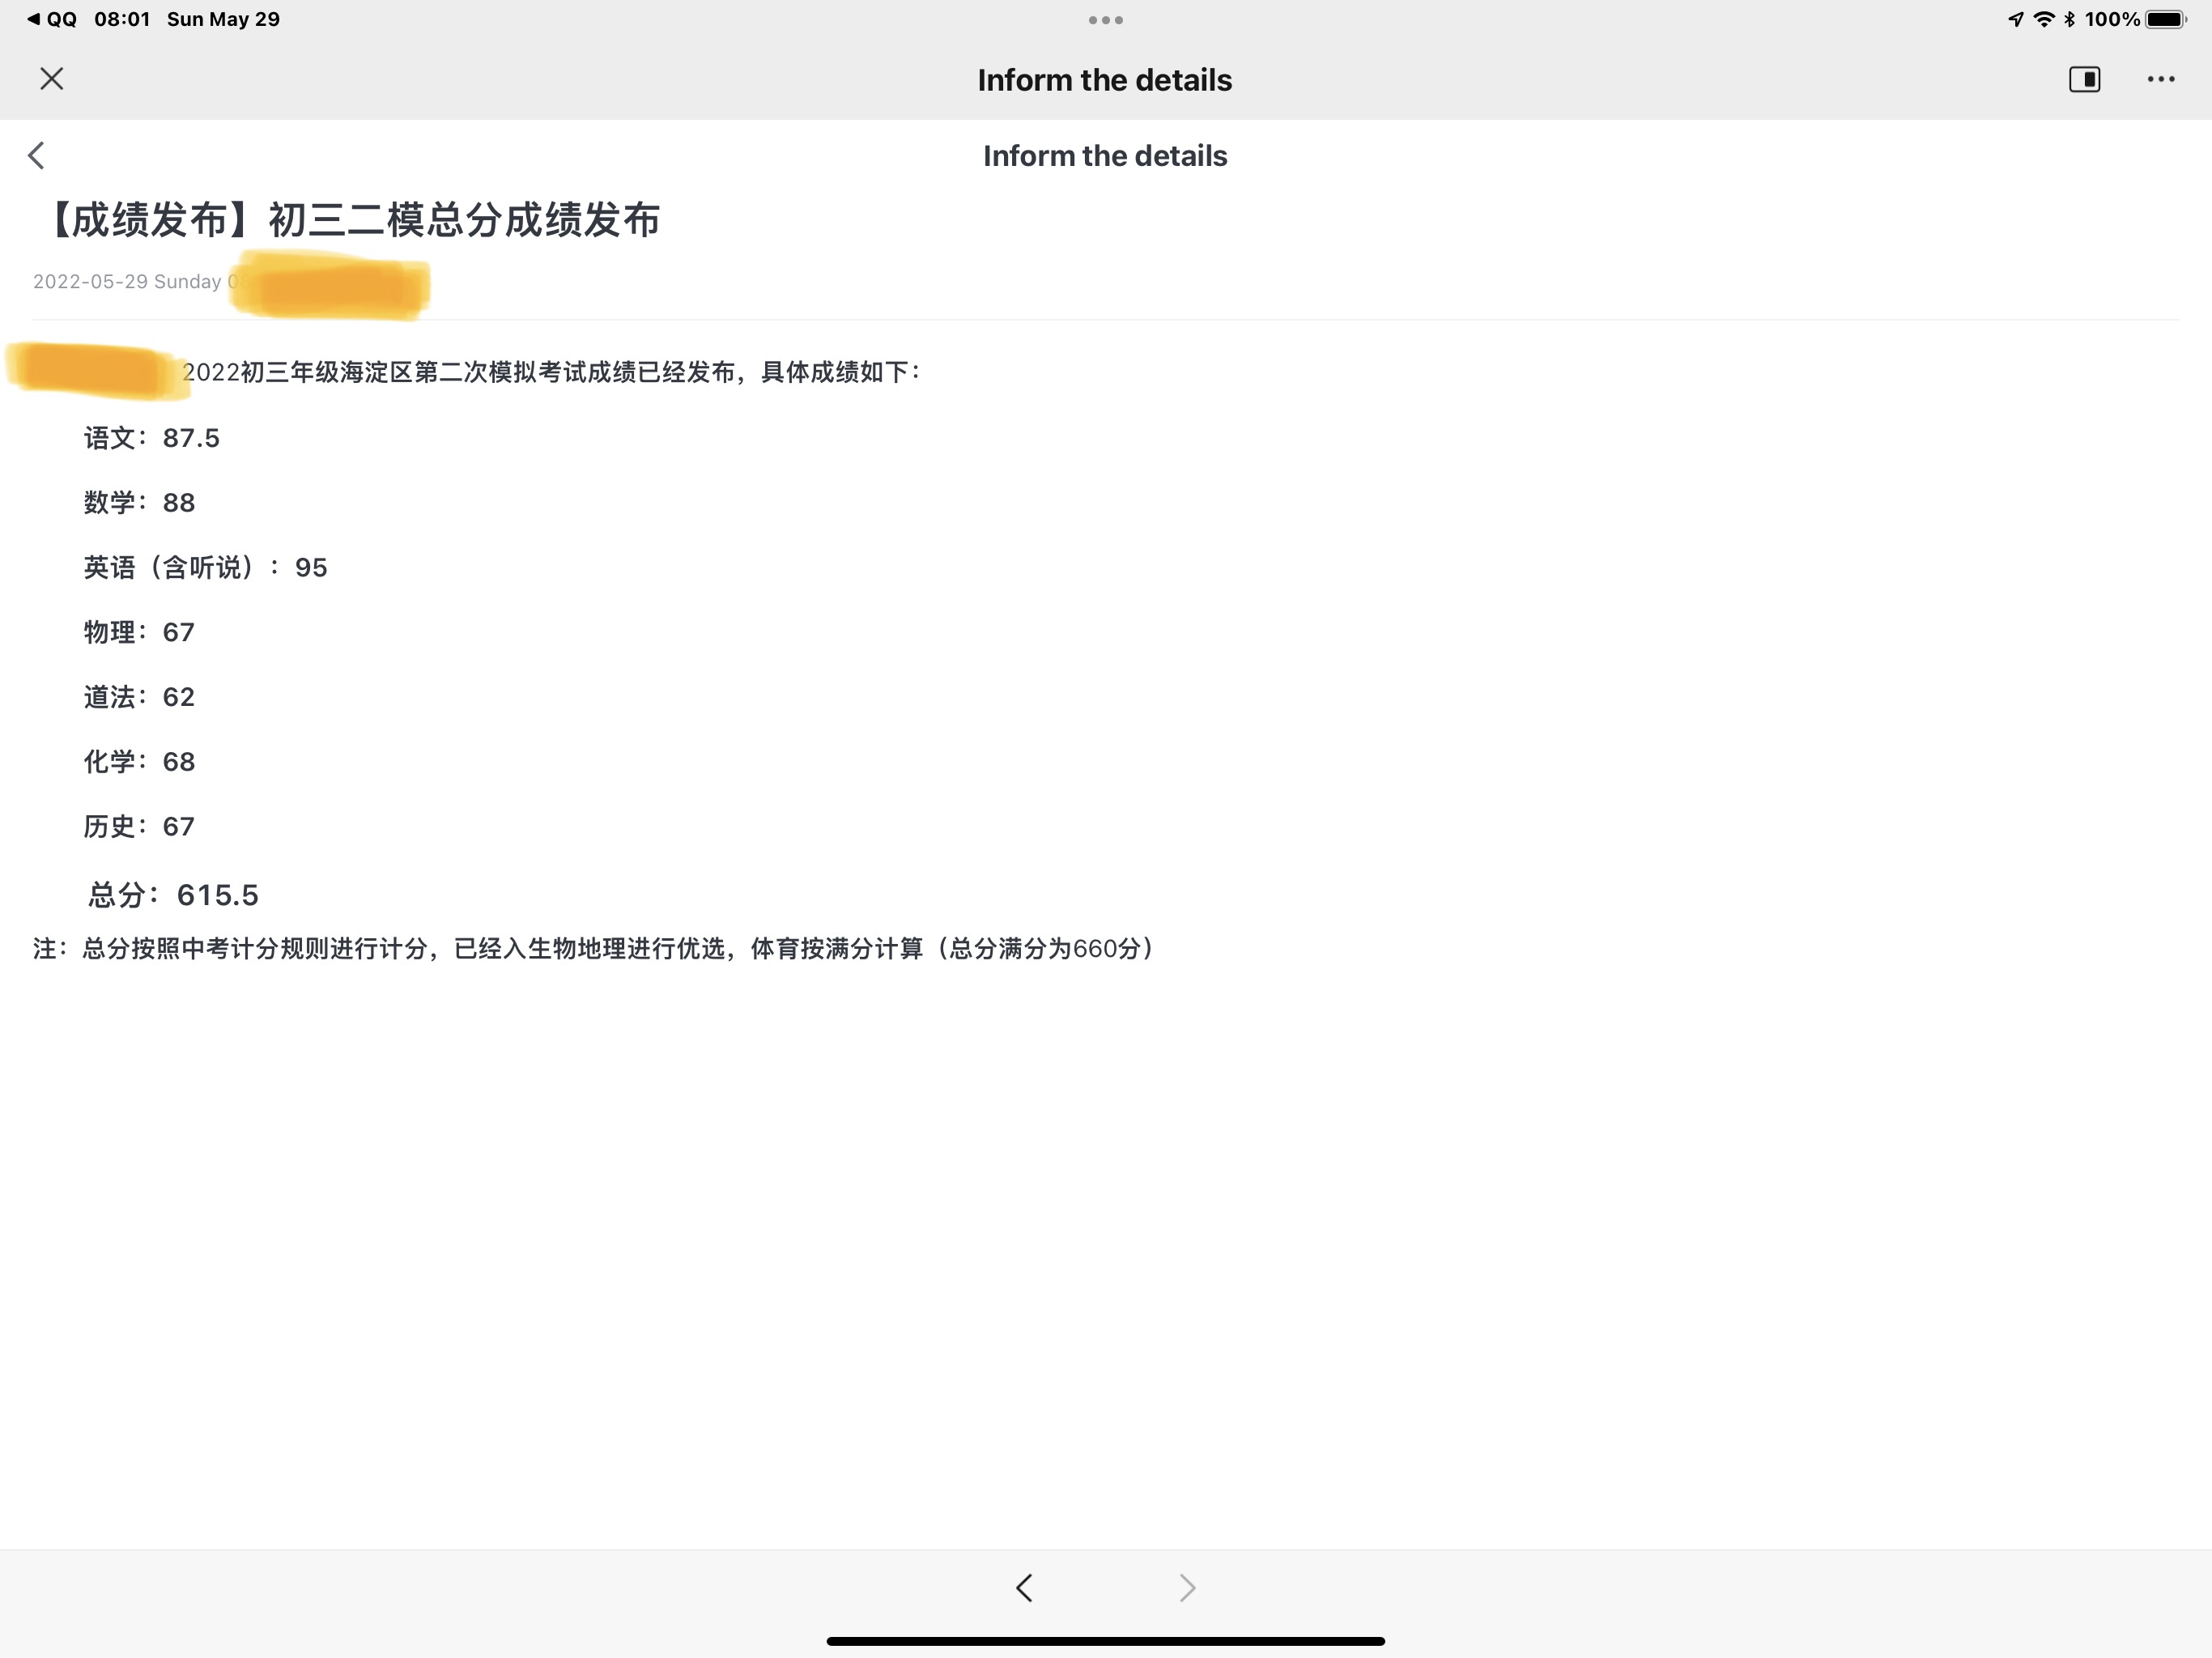 QQ 08:01 Sun May 29
100%
Inform the details
Inform the details
【成绩发布】初三二模总分成绩发布
2022-05-29 Sunday
2022初三年级海淀区第二次模拟考试成绩已经发布，具体成绩如下：
语文：87.5
数学：88
英语（含听说）：95
物理：67
道法：62
化学：68
历史：67
总分：615.5
注：总分按照中考计分规则进行计分，已经入生物地理进行优选，体育按满分计算（总分满分为660分）